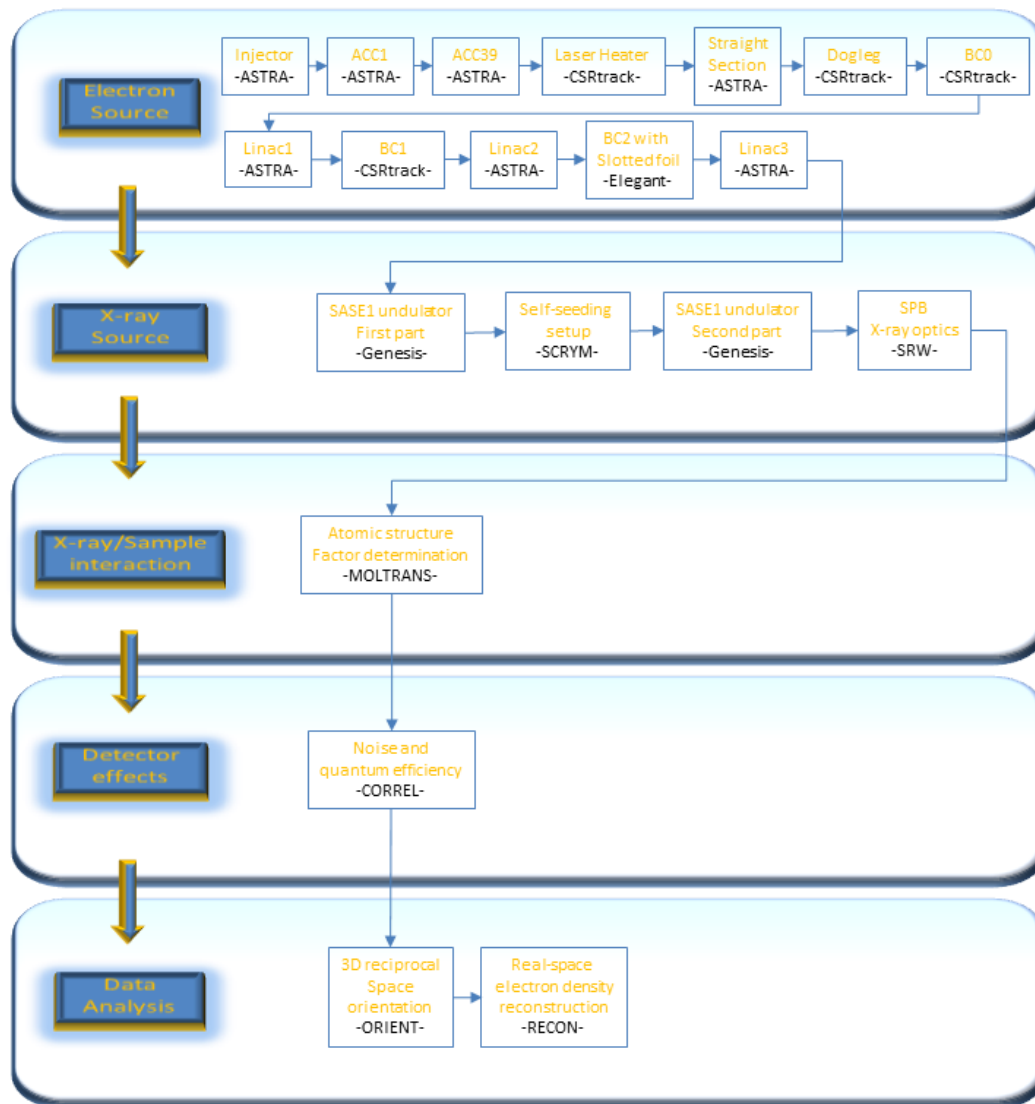 Electron
Source
Injector
-ASTRA-
ACC1
-ASTRA-
ACC39
-ASTRA-
Laser Heater
-CSRtrack-
Straight
Section
-ASTRA-
Dogleg
-CSRtrack-
BC0
-CSRtrack-
Linac1
-ASTRA-
BC1
-CSRtrack-
Linac2
-ASTRA-
BC2 with
Slotted foil
-Elegant-
Linac3
-ASTRA-
X-ray
Source
SASE1 undulator
First part
-Genesis-
Self-seeding
setup
-SCRYM-
SASE1 undulator
Second part
-Genesis-
SPB
X-ray optics
-SRW-
X-ray/Sample
interaction
Atomic structure
Factor determination
-MOLTRANS-
Detector
effects
Noise and
quantum efficiency
-CORREL-
Data
Analysis
3D reciprocal
Space
orientation
-ORIENT-
Real-space
electron density
reconstruction
-RECON-